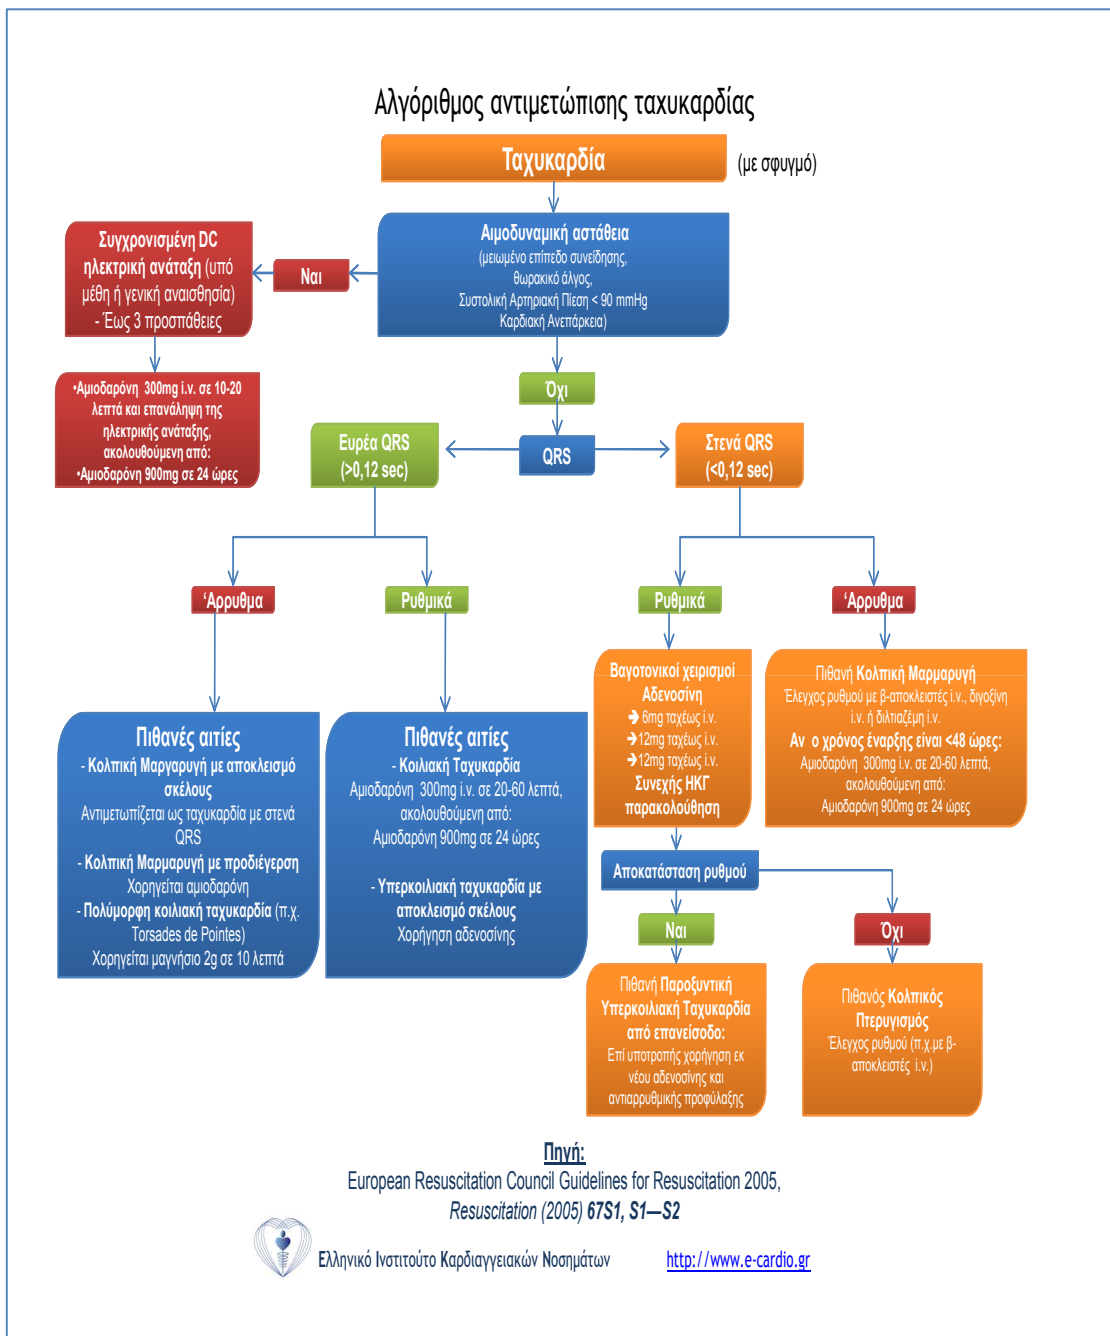 Αλγόριθμος αντιμετώπισης ταχυκαρδίας
Ταχυκαρδία
(με σφυγμό)
Αιμοδυναμική αστάθεια
(μειωμένο επίπεδο συνείδησης,
θωρακικό άλγος,
Συστολική Αρτηριακή Πίεση < 90 mmHg
Καρδιακή Ανεπάρκεια)
Ναι
Συγχρονισμένη DC
ηλεκτρική ανάταξη (υπό
μέθη ή γενική αναισθησία)
- Έως 3 προσπάθειες
•Αμιοδαρόνη 300mg i.v. σε 10-20
λεπτά και επανάληψη της
ηλεκτρικής ανάταξης,
ακολουθούμενη από:
•Αμιοδαρόνη 900mg σε 24 ώρες
Όχι
QRS
Ευρέα QRS
(>0,12 sec)
Στενά QRS
(<0,12 sec)
‘Αρρυθμα
Ρυθμικά
Ρυθμικά
‘Αρρυθμα
Πιθανές αιτίες
- Κολπική Μαργαρυγή με αποκλεισμό
σκέλους
Αντιμετωπίζεται ως ταχυκαρδία με στενά
QRS
- Κολπική Μαρμαρυγή με προδιέγερση
Χορηγείται αμιοδαρόνη
- Πολύμορφη κοιλιακή ταχυκαρδία (π.χ.
Torsades de Pointes)
Χορηγείται μαγνήσιο 2g σε 10 λεπτά
Πιθανές αιτίες
- Κοιλιακή Ταχυκαρδία
Αμιοδαρόνη 300mg i.v. σε 20-60 λεπτά,
ακολουθούμενη από:
Αμιοδαρόνη 900mg σε 24 ώρες
- Υπερκοιλιακή ταχυκαρδία με
αποκλεισμό σκέλους
Χορήγηση αδενοσίνης
Βαγοτονικοί χειρισμοί
Αδενοσίνη
➔ 6mg ταχέως i.v.
➔12mg ταχέως i.v.
➔12mg ταχέως i.v.
Συνεχής ΗΚΓ
παρακολούθηση
Πιθανή Κολπική Μαρμαρυγή
Έλεγχος ρυθμού με β-αποκλειστές i.v., διγοξίνη
i.v. ή διλτιαζέμη i.v.
Αν ο χρόνος έναρξης είναι <48 ώρες:
Αμιοδαρόνη 300mg i.v. σε 20-60 λεπτά,
ακολουθούμενη από:
Αμιοδαρόνη 900mg σε 24 ώρες
Αποκατάσταση ρυθμού
Ναι
Όχι
Πιθανή Παροξυντική
Υπερκοιλιακή Ταχυκαρδία
από επανείσοδο:
Επί υποτροπής χορήγηση εκ
νέου αδενοσίνης και
αντιαρρυθμικής προφύλαξης
Πιθανός Κολπικός
Πτερυγισμός
Έλεγχος ρυθμού (π.χ.με β-
αποκλειστές i.v.)
Πηγή:
European Resuscitation Council Guidelines for Resuscitation 2005,
Resuscitation (2005) 67S1, S1—S2
Ελληνικό Ινστιτούτο Καρδιαγγειακών Νοσημάτων
http://www.e-cardio.gr